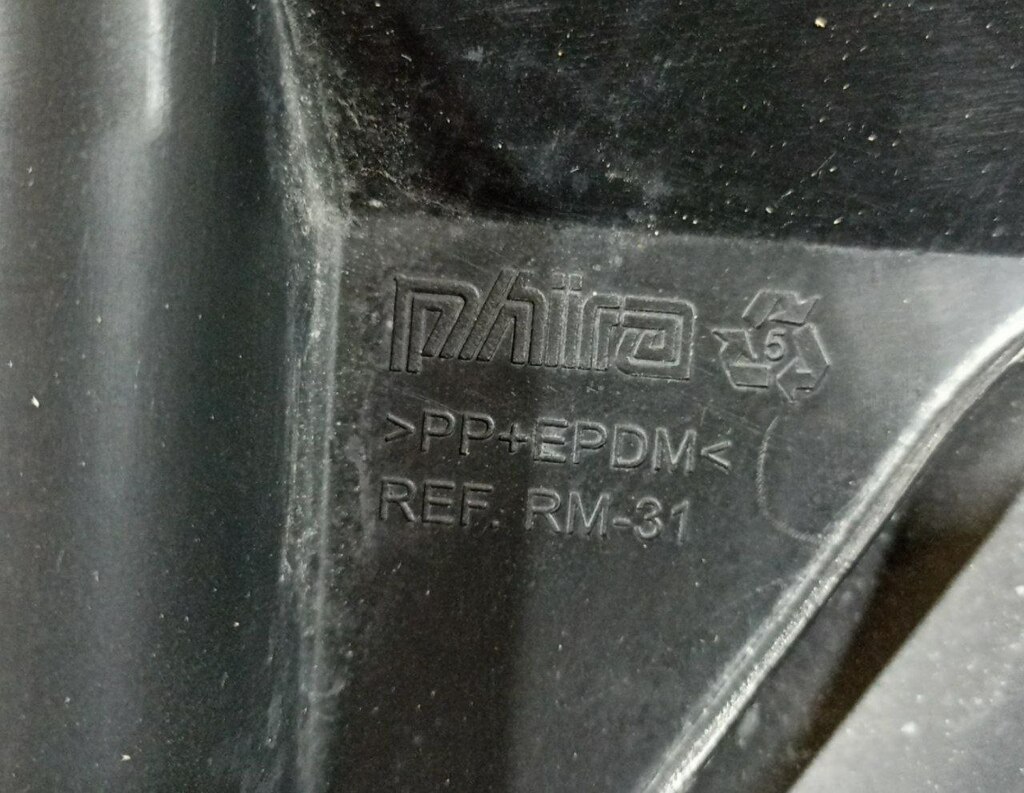 phira 5
>PP+EPDM<
REF. RM-31